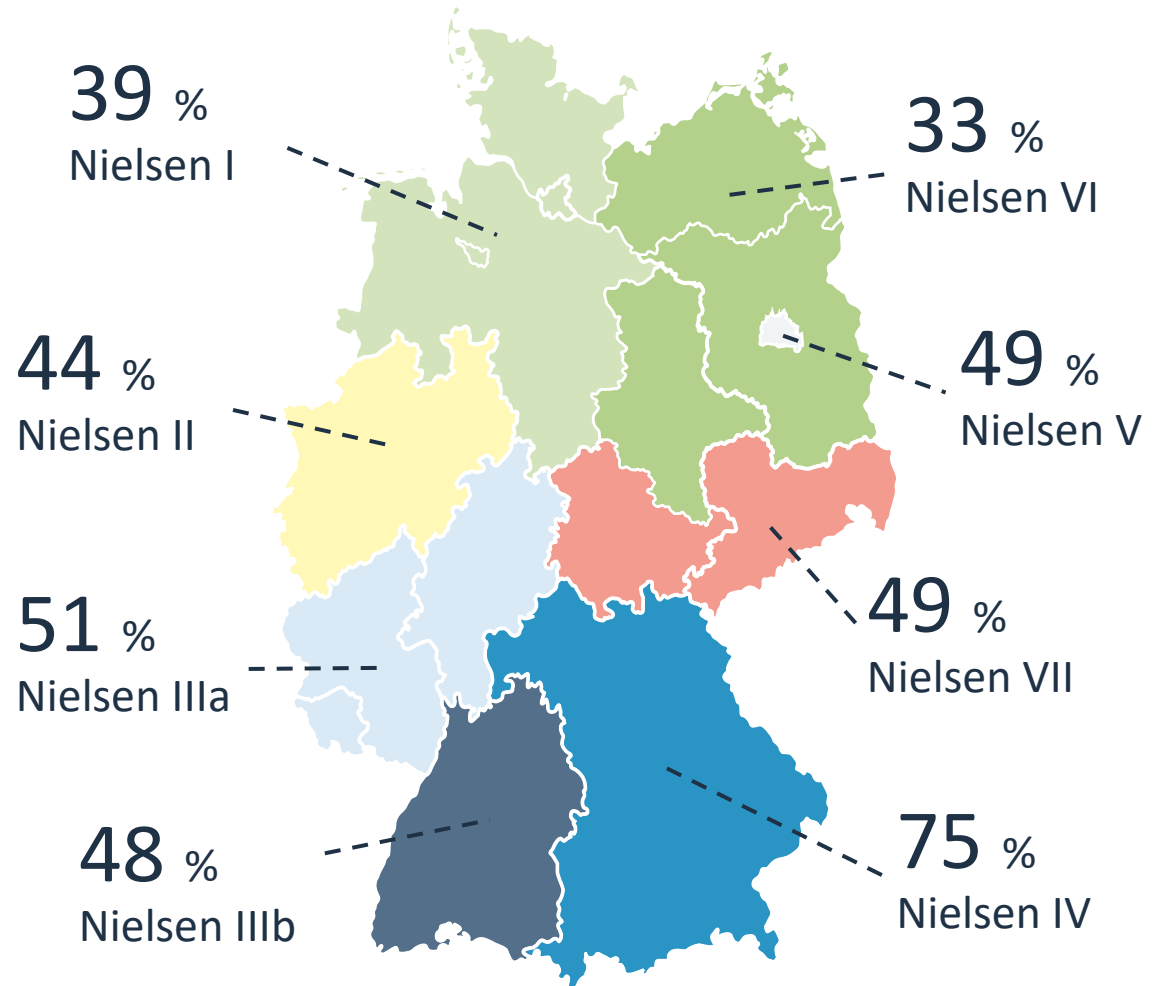 39 %
Nielsen I
33 %
Nielsen VI
44 %
Nielsen II
49 %
Nielsen V
51 %
Nielsen IIIa
49 %
Nielsen VII
48 %
Nielsen IIIb
75 %
Nielsen IV